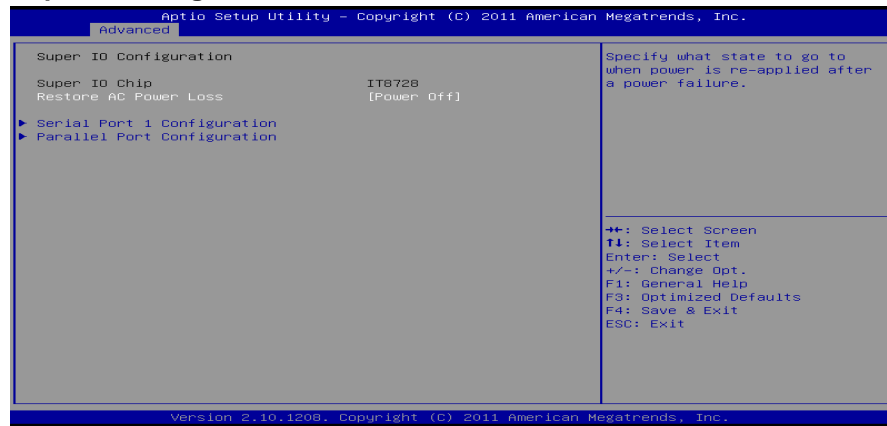 Aptio Setup Utility – Copyright (C) 2011 American Megatrends, Inc.
Advanced
Super IO Configuration
Super IO Chip IT8728
Restore AC Power Loss [Power Off]
► Serial Port 1 Configuration
► Parallel Port Configuration
Specify what state to go to
when power is re-applied after
a power failure.
→←: Select Screen
↑↓: Select Item
Enter: Select
+/-: Change Opt.
F1: General Help
F3: Optimized Defaults
F4: Save & Exit
ESC: Exit
Version 2.10.1208. Copyright (C) 2011 American Megatrends, Inc.